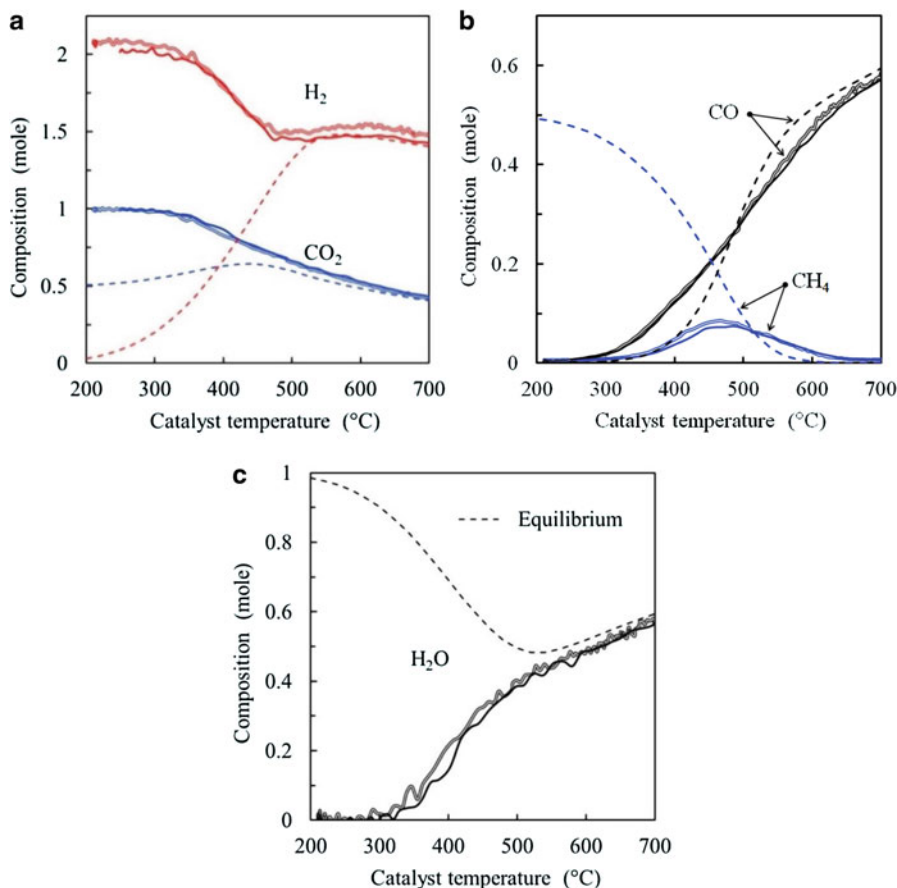 a
2
1.5
1
0.5
0
H₂
CO₂
Composition (mole)
200 300 400 500 600 700
Catalyst temperature (°C)
b
0.6
0.4
0.2
0
CO
CH₄
Composition (mole)
200 300 400 500 600 700
Catalyst temperature (°C)
c
1
0.8
0.6
0.4
0.2
0
Equilibrium
H₂O
Composition (mole)
200 300 400 500 600 700
Catalyst temperature (°C)